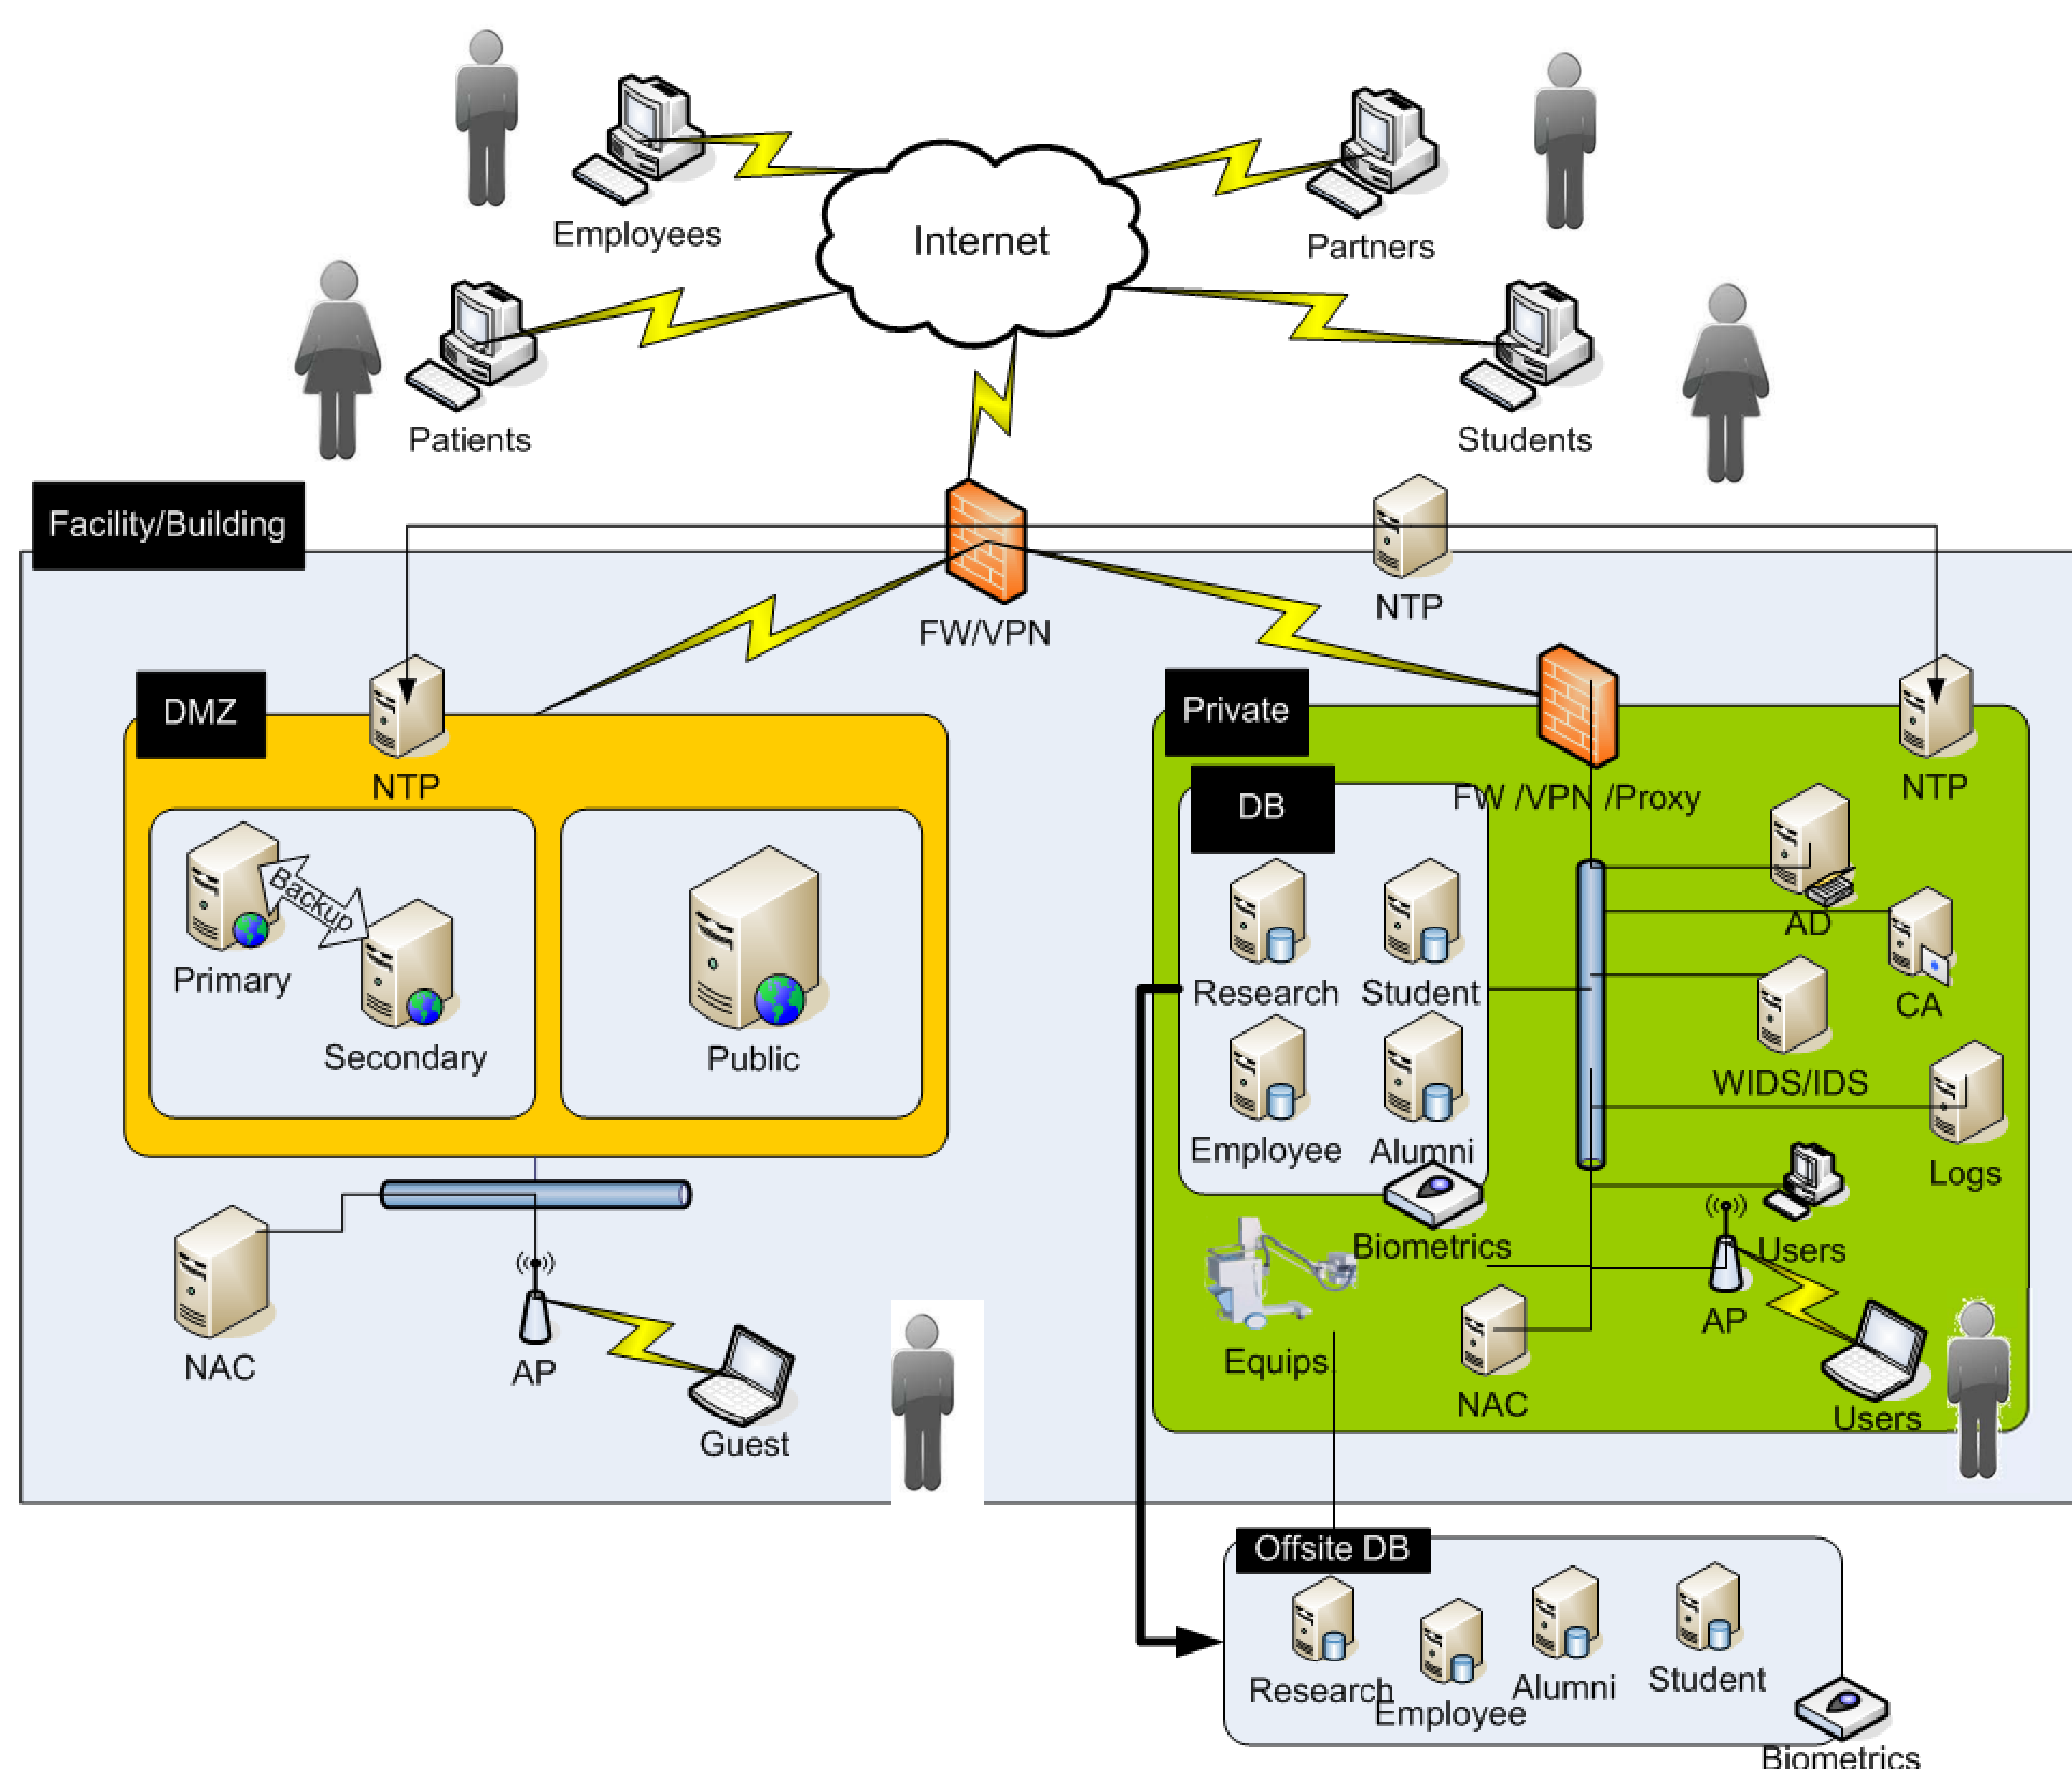 Employees
Internet
Partners
Patients
Students
Facility/Building
NTP
FW/VPN
DMZ
Private
NTP
NTP
FW /VPN /Proxy
DB
Backup
AD
Primary
Research
Student
CA
Secondary
Public
WIDS/IDS
Employee
Alumni
Logs
Biometrics
Users
NAC
AP
Equips.
AP
NAC
Users
Guest
Offsite DB
Research
Employee
Alumni
Student
Biometrics